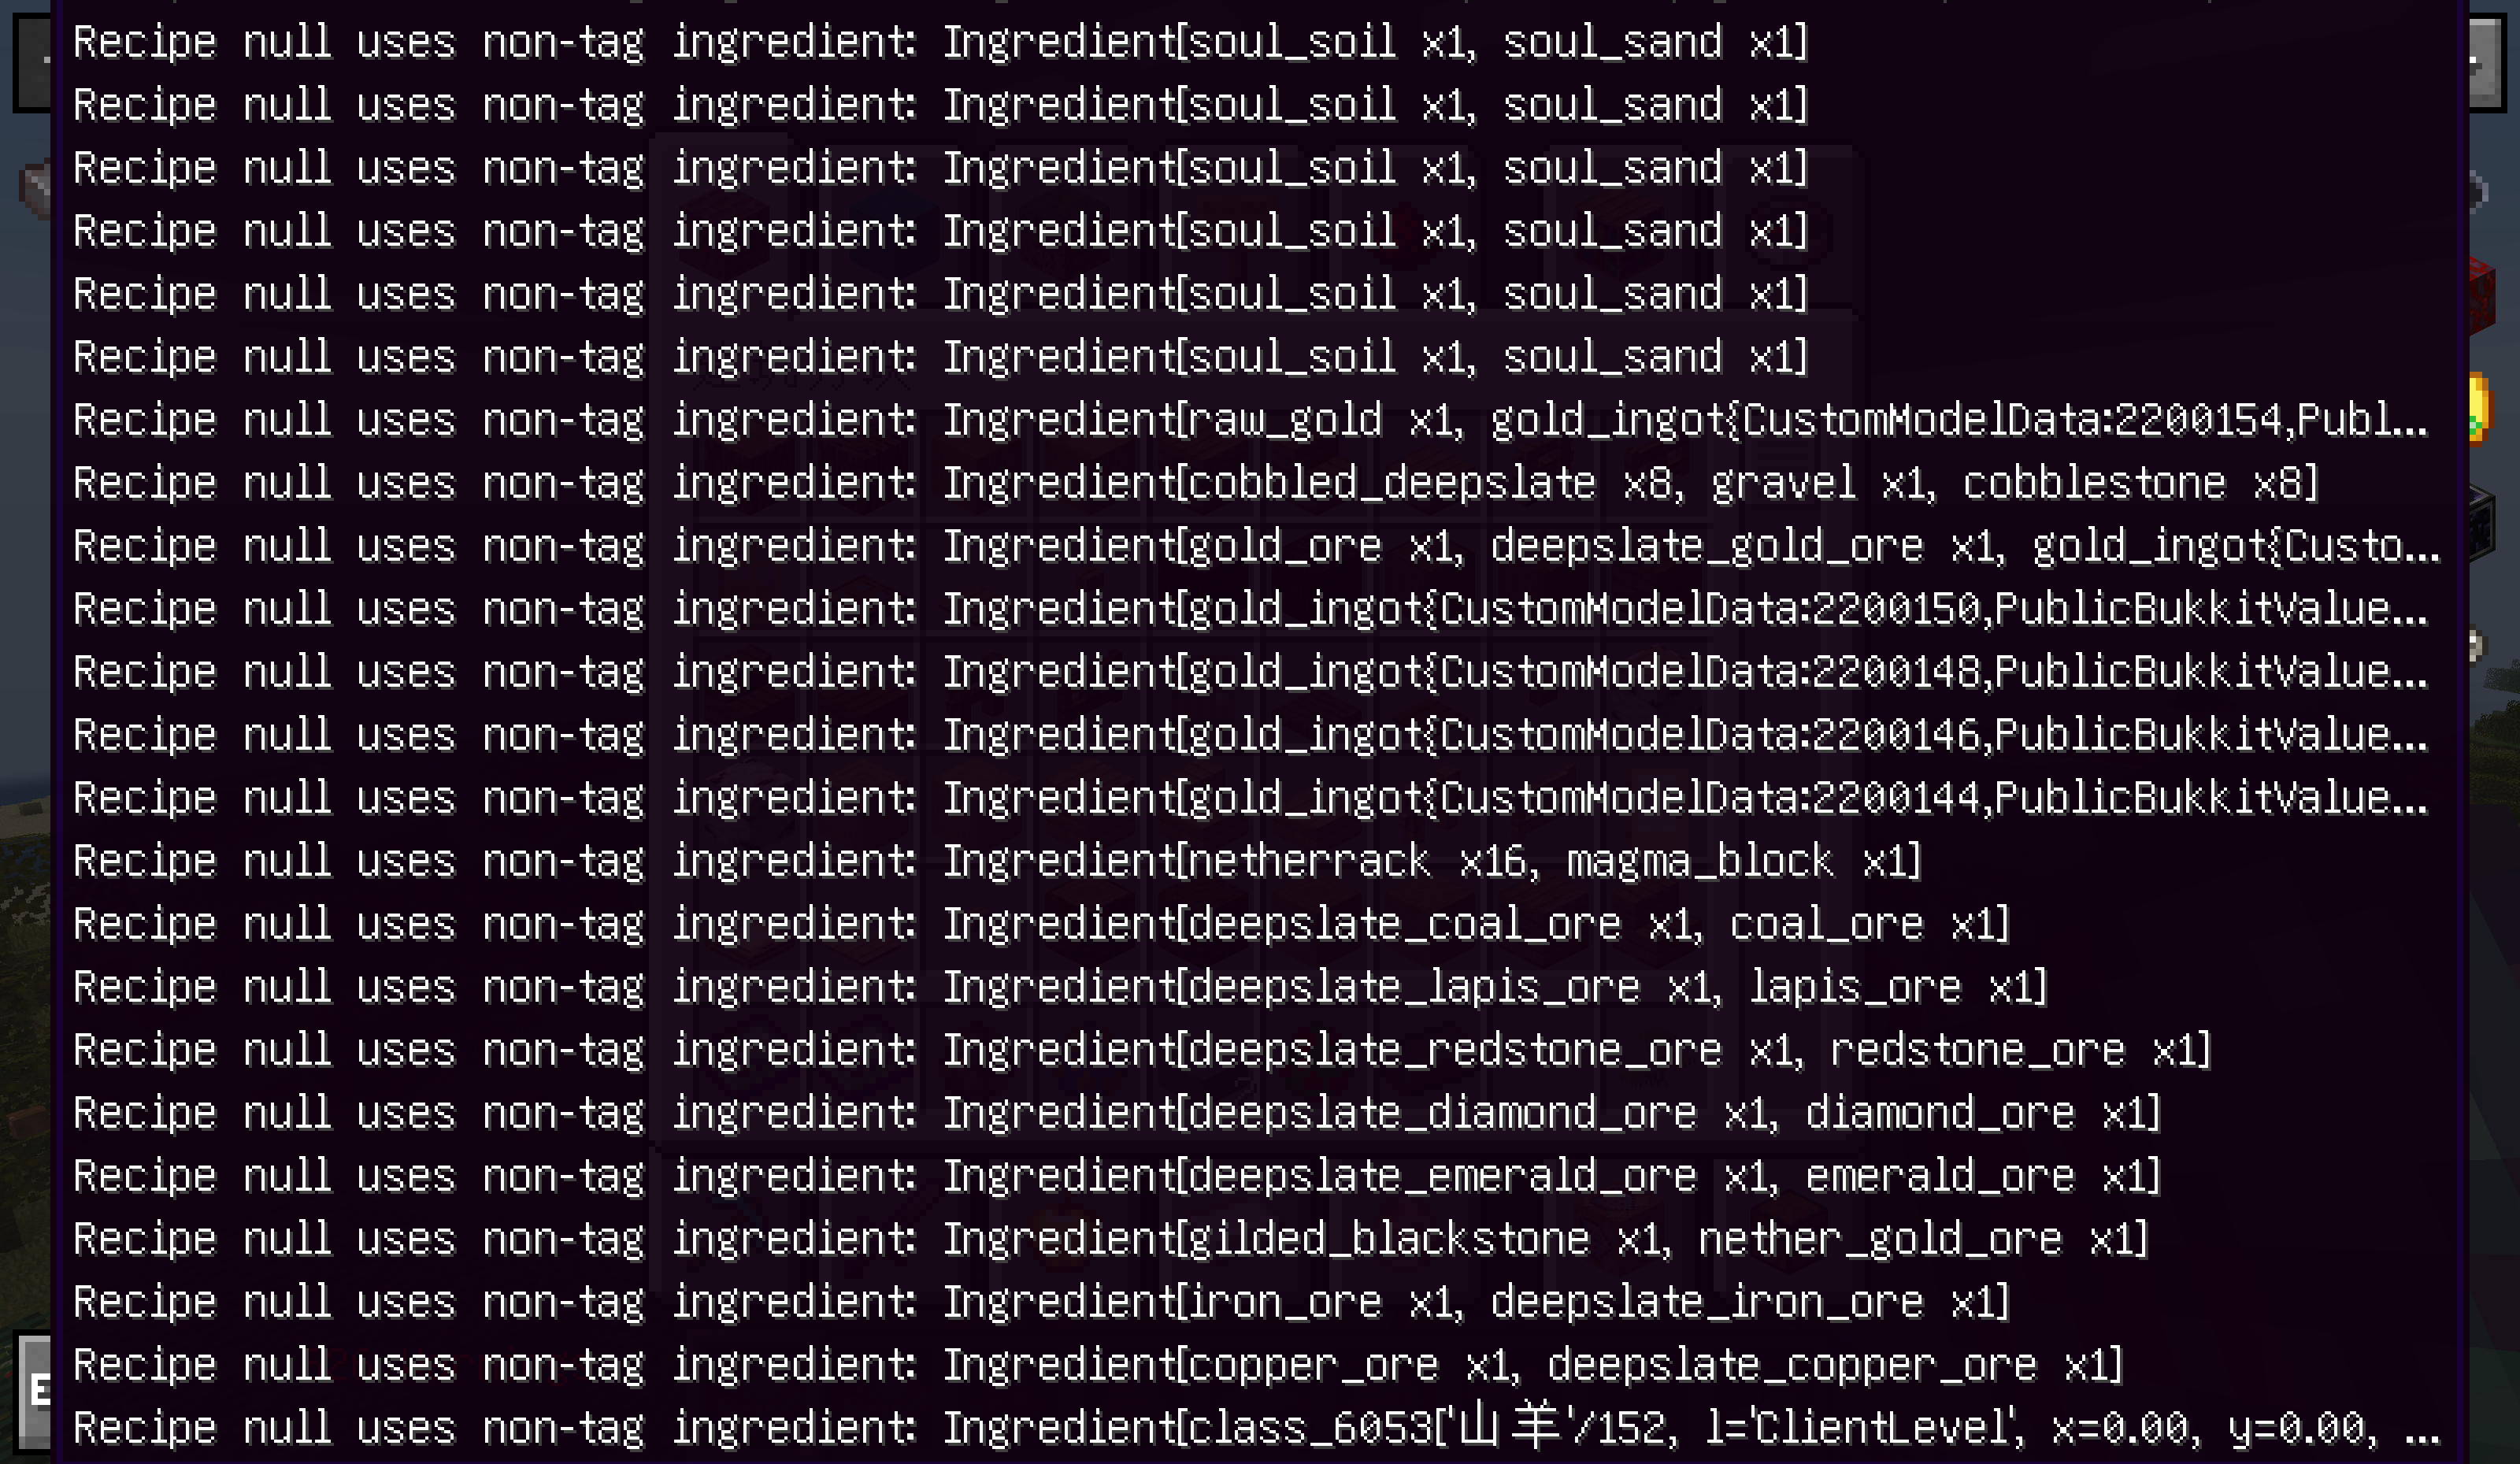 Recipe null uses non-tag ingredient: Ingredient[soul_soil x1, soul_sand x1]
Recipe null uses non-tag ingredient: Ingredient[soul_soil x1, soul_sand x1]
Recipe null uses non-tag ingredient: Ingredient[soul_soil x1, soul_sand x1]
Recipe null uses non-tag ingredient: Ingredient[soul_soil x1, soul_sand x1]
Recipe null uses non-tag ingredient: Ingredient[soul_soil x1, soul_sand x1]
Recipe null uses non-tag ingredient: Ingredient[soul_soil x1, soul_sand x1]
Recipe null uses non-tag ingredient: Ingredient[raw_gold x1, gold_ingot{CustomModelData:2200154,Publ...
Recipe null uses non-tag ingredient: Ingredient[cobbled_deepslate x8, gravel x1, cobblestone x8]
Recipe null uses non-tag ingredient: Ingredient[gold_ore x1, deepslate_gold_ore x1, gold_ingot{Custo...
Recipe null uses non-tag ingredient: Ingredient[gold_ingot{CustomModelData:2200150,PublicBukkitValue...
Recipe null uses non-tag ingredient: Ingredient[gold_ingot{CustomModelData:2200148,PublicBukkitValue...
Recipe null uses non-tag ingredient: Ingredient[gold_ingot{CustomModelData:2200146,PublicBukkitValue...
Recipe null uses non-tag ingredient: Ingredient[gold_ingot{CustomModelData:2200144,PublicBukkitValue...
Recipe null uses non-tag ingredient: Ingredient[netherrack x16, magma_block x1]
Recipe null uses non-tag ingredient: Ingredient[deepslate_coal_ore x1, coal_ore x1]
Recipe null uses non-tag ingredient: Ingredient[deepslate_lapis_ore x1, lapis_ore x1]
Recipe null uses non-tag ingredient: Ingredient[deepslate_redstone_ore x1, redstone_ore x1]
Recipe null uses non-tag ingredient: Ingredient[deepslate_diamond_ore x1, diamond_ore x1]
Recipe null uses non-tag ingredient: Ingredient[deepslate_emerald_ore x1, emerald_ore x1]
Recipe null uses non-tag ingredient: Ingredient[gilded_blackstone x1, nether_gold_ore x1]
Recipe null uses non-tag ingredient: Ingredient[iron_ore x1, deepslate_iron_ore x1]
Recipe null uses non-tag ingredient: Ingredient[copper_ore x1, deepslate_copper_ore x1]
Recipe null uses non-tag ingredient: Ingredient[class_6053['山羊'/152, l='ClientLevel', x=0.00, y=0.00, ...